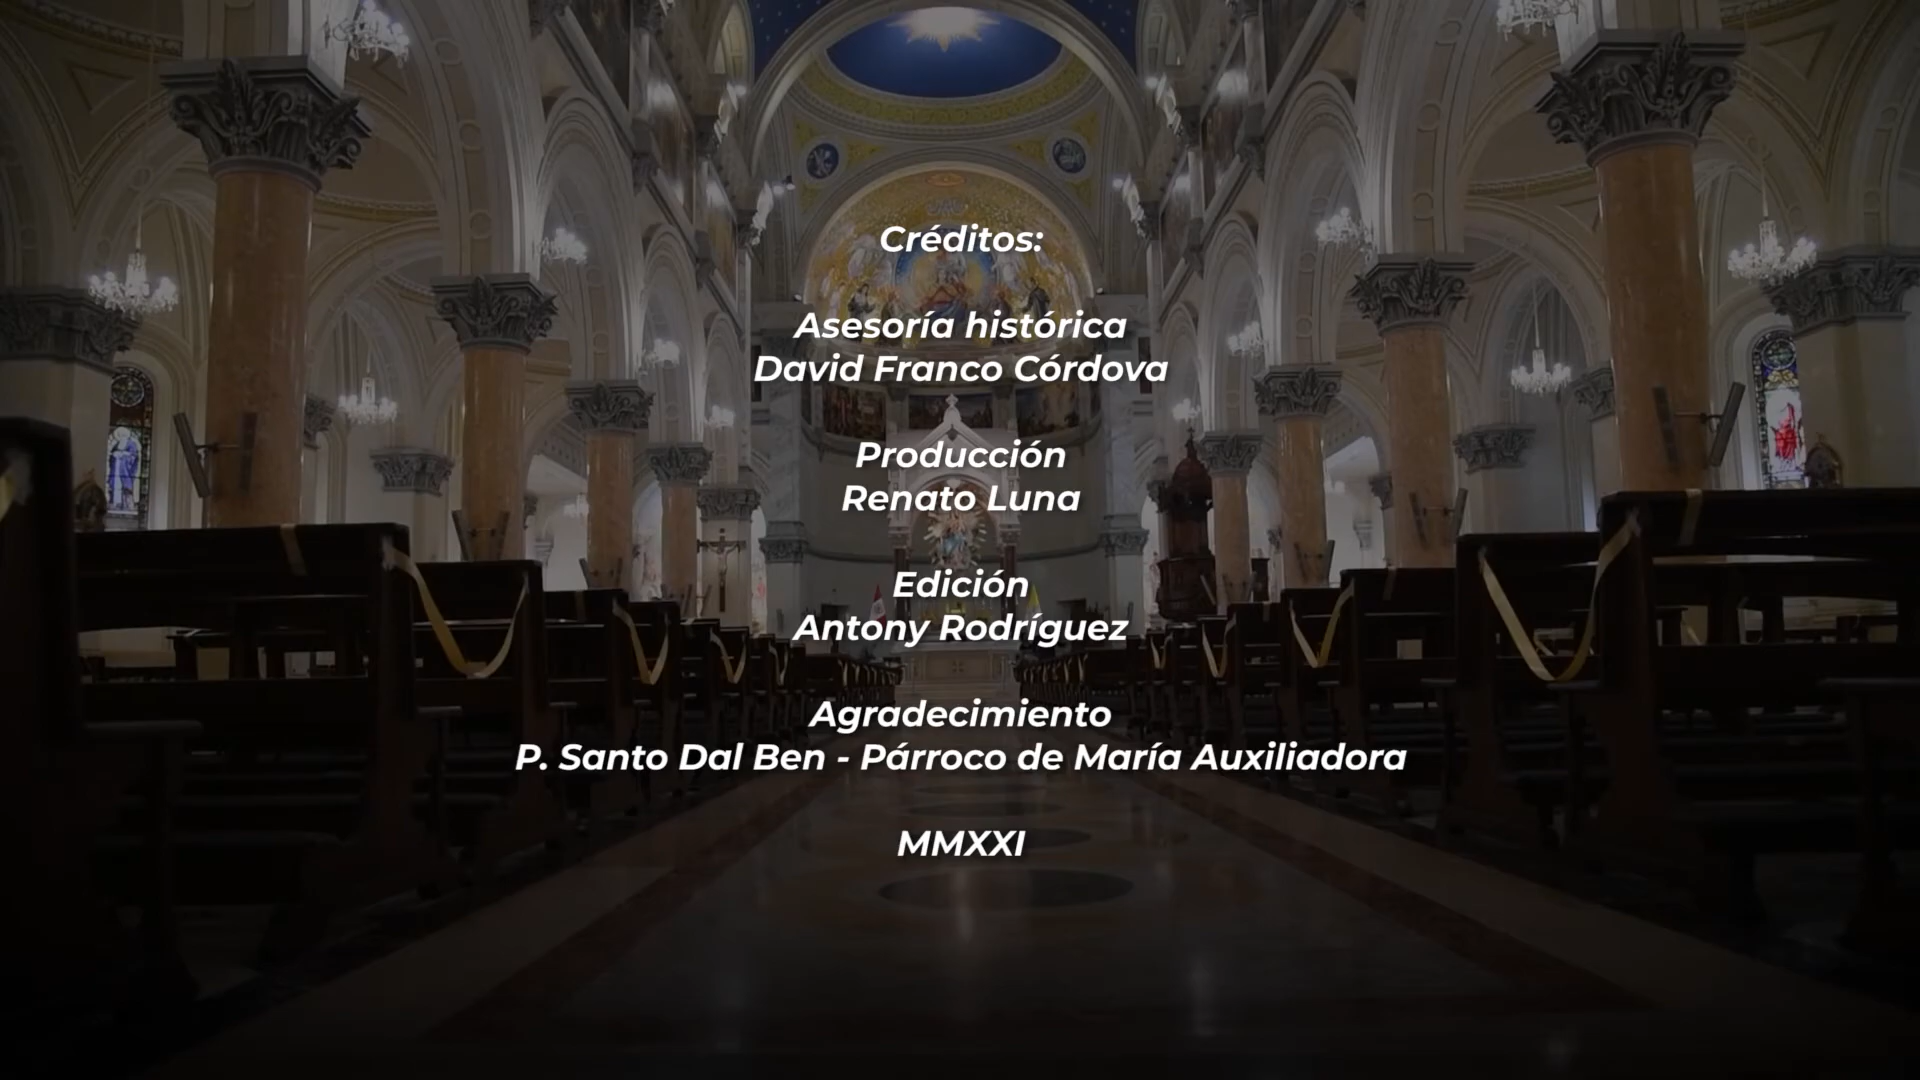 Créditos:
Asesoría histórica
David Franco Córdova
Producción
Renato Luna
Edición
Antony Rodríguez
Agradecimiento
P. Santo Dal Ben - Párroco de María Auxiliadora
MMXXI